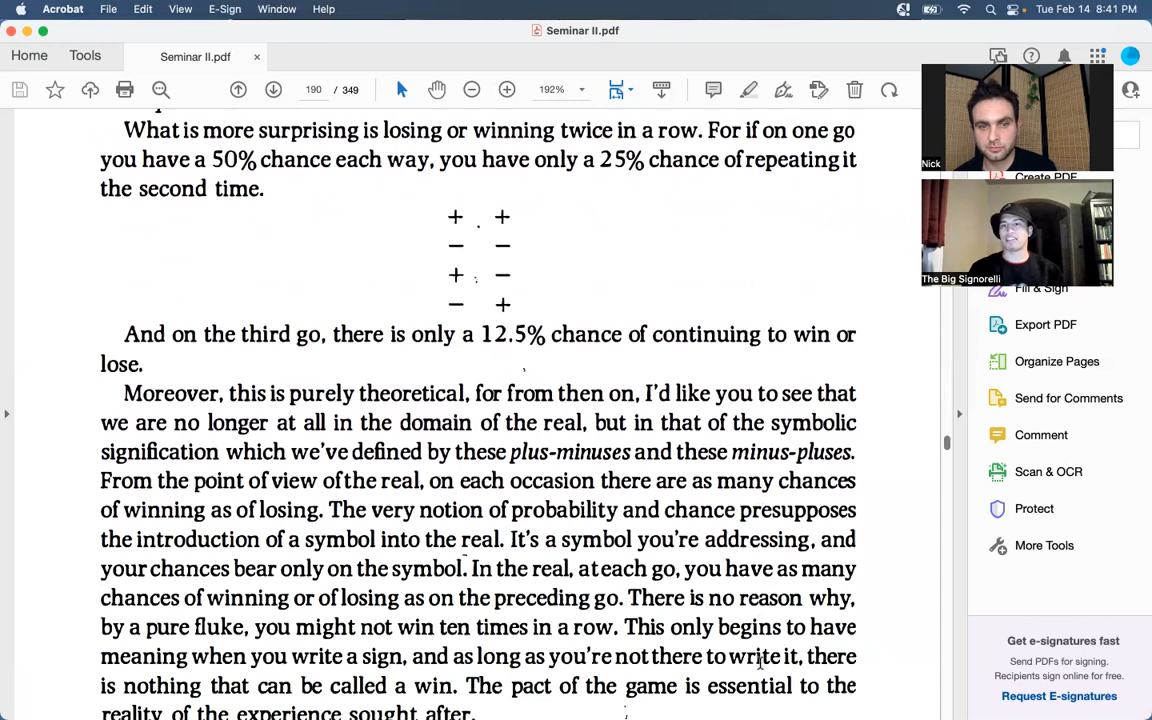 Acrobat File Edit View E-Sign Window Help Tue Feb 14 8:41 PM
Seminar II.pdf
Home Tools Seminar II.pdf ×
190 / 349 192%
What is more surprising is losing or winning twice in a row. For if on one go
you have a 50% chance each way, you have only a 25% chance of repeating it
the second time.
+ +
− −
+ −
− +
And on the third go, there is only a 12.5% chance of continuing to win or
lose.
Moreover, this is purely theoretical, for from then on, I'd like you to see that
we are no longer at all in the domain of the real, but in that of the symbolic
signification which we've defined by these plus-minuses and these minus-pluses.
From the point of view of the real, on each occasion there are as many chances
of winning as of losing. The very notion of probability and chance presupposes
the introduction of a symbol into the real. It's a symbol you're addressing, and
your chances bear only on the symbol. In the real, at each go, you have as many
chances of winning or of losing as on the preceding go. There is no reason why,
by a pure fluke, you might not win ten times in a row. This only begins to have
meaning when you write a sign, and as long as you're not there to write it, there
is nothing that can be called a win. The pact of the game is essential to the
reality of the experience sought after.
Nick
The Big Signorelli
Create PDF
Fill & Sign
Export PDF
Organize Pages
Send for Comments
Comment
Scan & OCR
Protect
More Tools
Get e-signatures fast
Send PDFs for signing.
Recipients sign online for free.
Request E-signatures